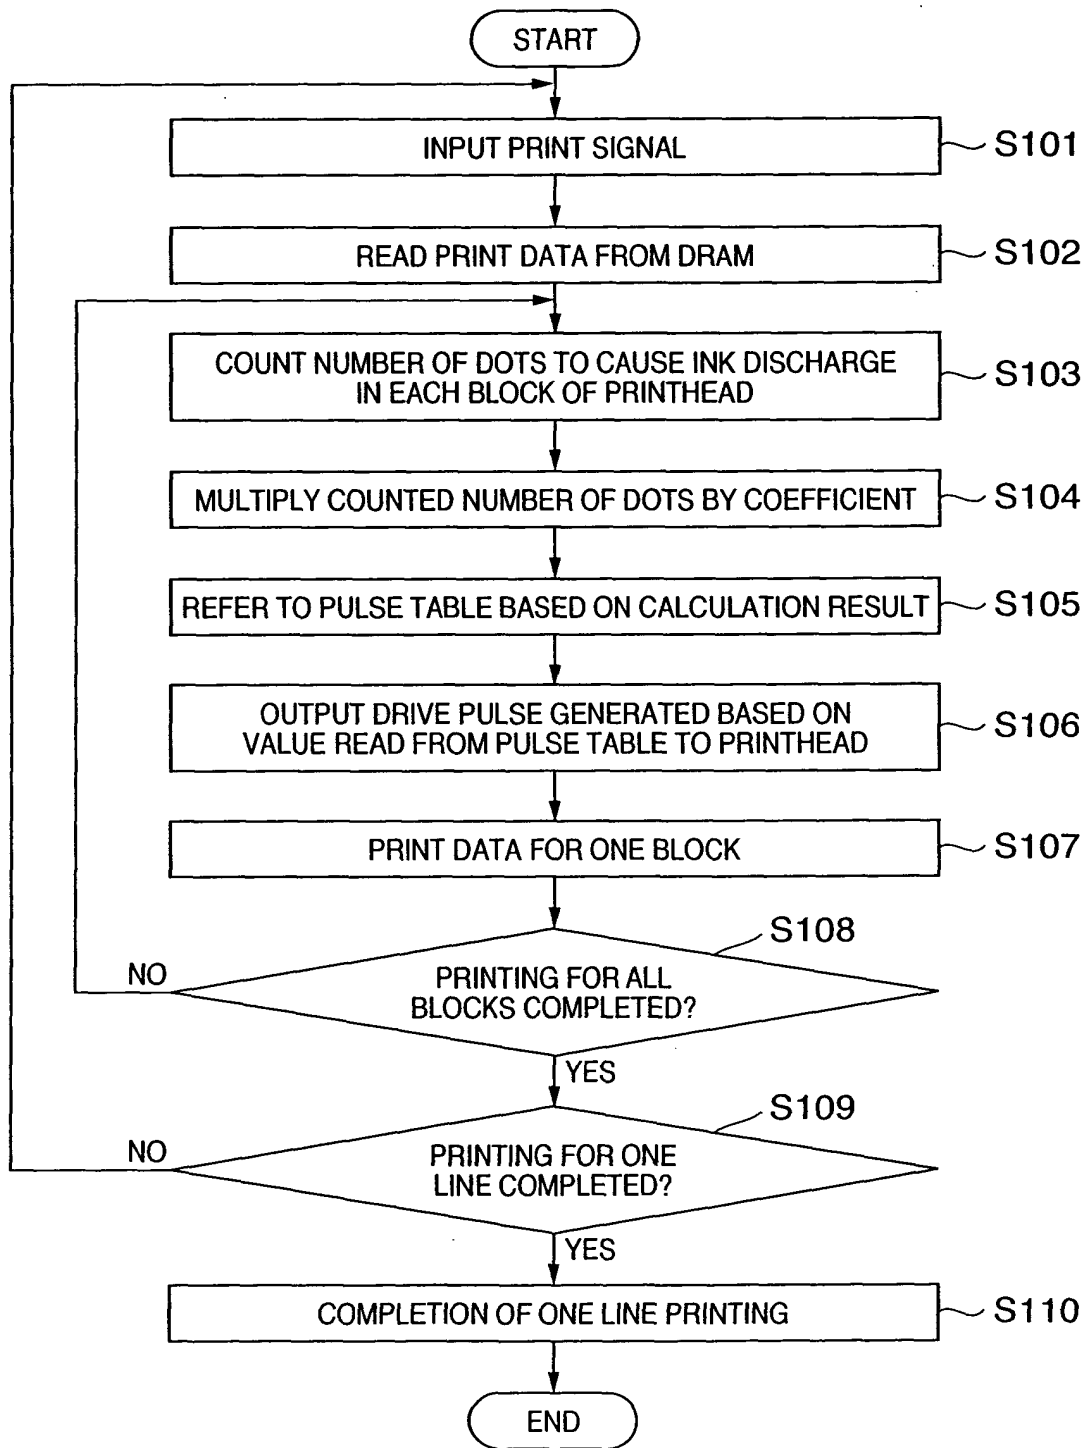 START
INPUT PRINT SIGNAL
S101
READ PRINT DATA FROM DRAM
S102
COUNT NUMBER OF DOTS TO CAUSE INK DISCHARGE
IN EACH BLOCK OF PRINTHEAD
S103
MULTIPLY COUNTED NUMBER OF DOTS BY COEFFICIENT
S104
REFER TO PULSE TABLE BASED ON CALCULATION RESULT
S105
OUTPUT DRIVE PULSE GENERATED BASED ON
VALUE READ FROM PULSE TABLE TO PRINTHEAD
S106
PRINT DATA FOR ONE BLOCK
S107
S108
NO
PRINTING FOR ALL
BLOCKS COMPLETED?
YES
S109
NO
PRINTING FOR ONE
LINE COMPLETED?
YES
COMPLETION OF ONE LINE PRINTING
S110
END